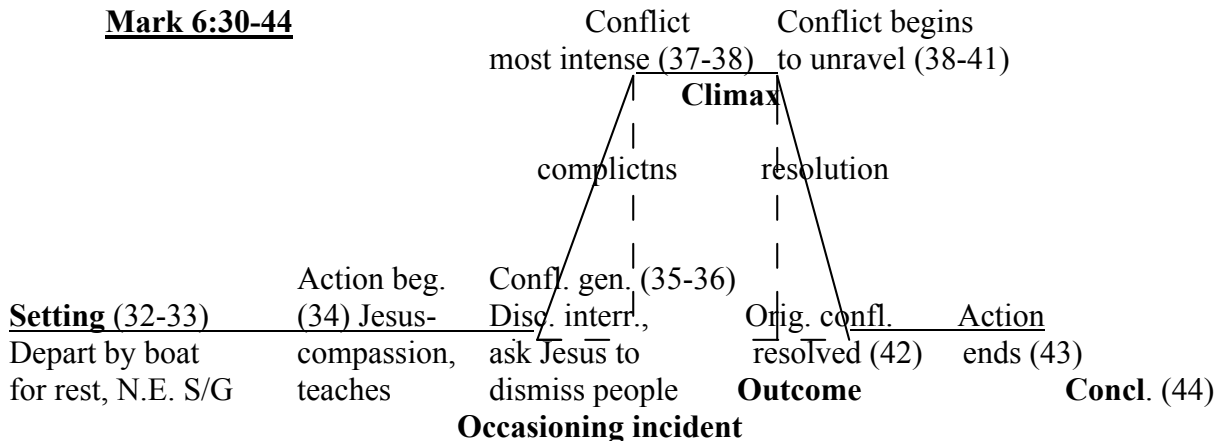 Mark 6:30-44
Conflict Conflict begins
most intense (37-38) to unravel (38-41)
Climax
complictns resolution
Action beg. Confl. gen. (35-36)
Setting (32-33) (34) Jesus- Disc. interr., Orig. confl. Action
Depart by boat compassion, ask Jesus to resolved (42) ends (43)
for rest, N.E. S/G teaches dismiss people Outcome Concl. (44)
Occasioning incident